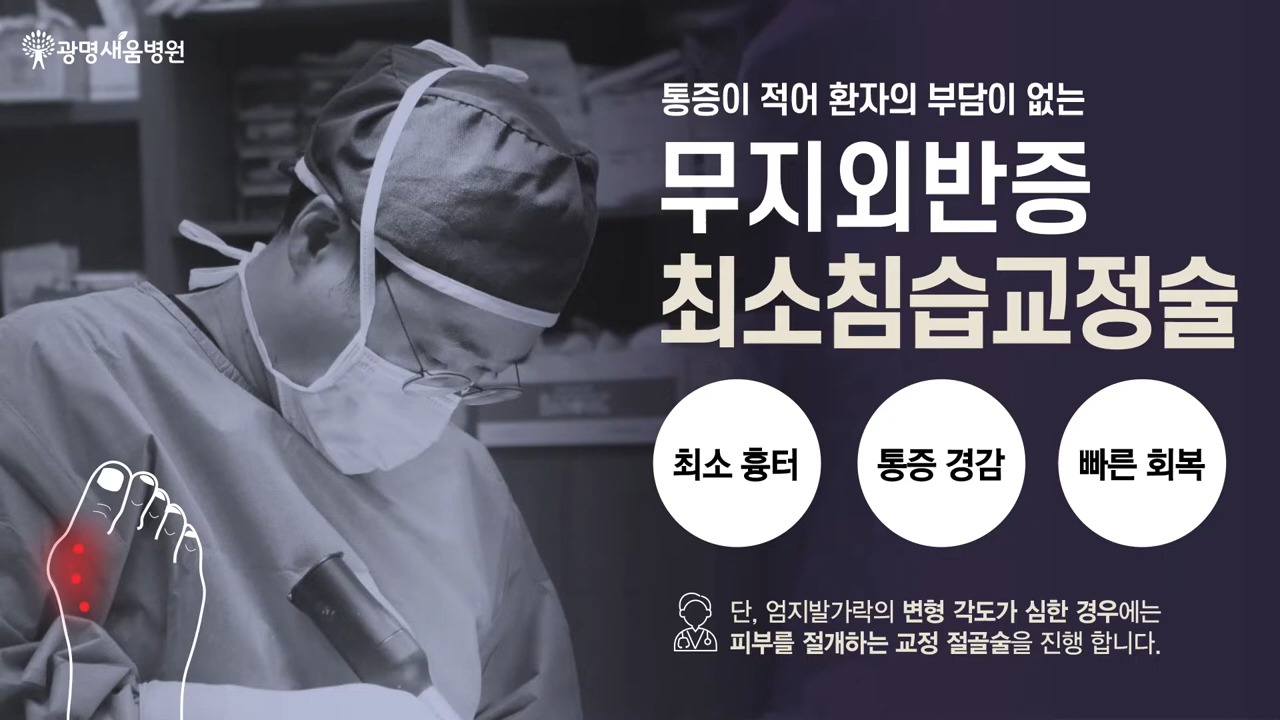 광명새움병원
통증이 적어 환자의 부담이 없는
무지외반증
최소침습교정술
최소 흉터
통증 경감
빠른 회복
단, 엄지발가락의 변형 각도가 심한 경우에는
피부를 절개하는 교정 절골술을 진행 합니다.